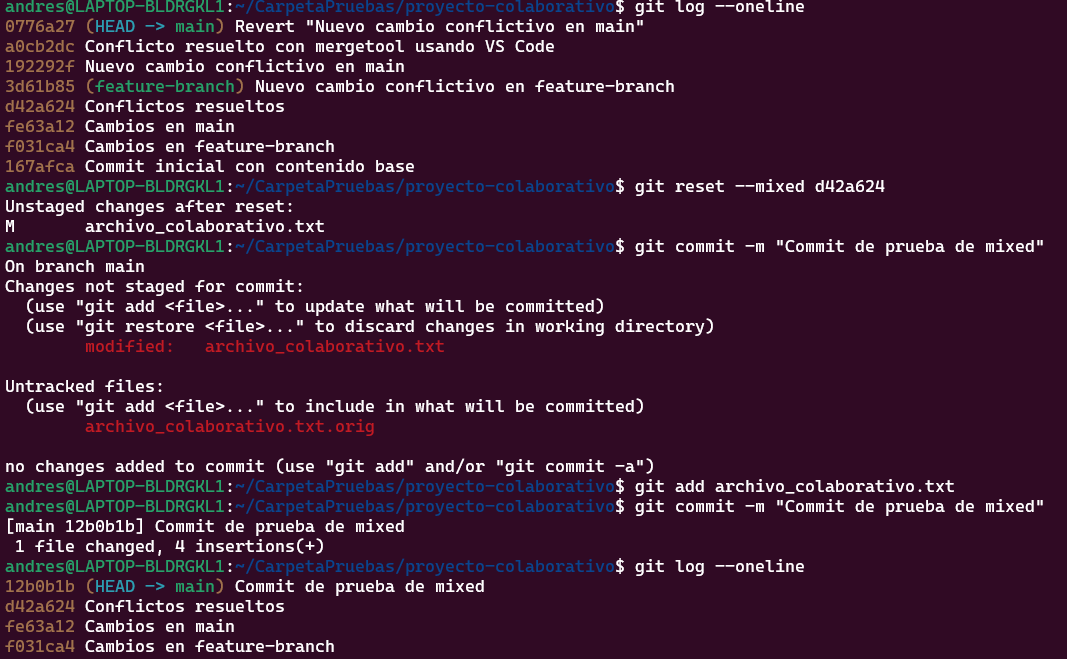 andres@LAPTOP-BLDRGKL1:~/CarpetaPruebas/proyecto-colaborativo$ git log --oneline
0776a27 (HEAD -> main) Revert "Nuevo cambio conflictivo en main"
a0cb2dc Conflicto resuelto con mergetool usando VS Code
192292f Nuevo cambio conflictivo en main
3d61b85 (feature-branch) Nuevo cambio conflictivo en feature-branch
d42a624 Conflictos resueltos
fe63a12 Cambios en main
f031ca4 Cambios en feature-branch
167afca Commit inicial con contenido base
andres@LAPTOP-BLDRGKL1:~/CarpetaPruebas/proyecto-colaborativo$ git reset --mixed d42a624
Unstaged changes after reset:
M       archivo_colaborativo.txt
andres@LAPTOP-BLDRGKL1:~/CarpetaPruebas/proyecto-colaborativo$ git commit -m "Commit de prueba de mixed"
On branch main
Changes not staged for commit:
  (use "git add <file>..." to update what will be committed)
  (use "git restore <file>..." to discard changes in working directory)
        modified:   archivo_colaborativo.txt

Untracked files:
  (use "git add <file>..." to include in what will be committed)
        archivo_colaborativo.txt.orig

no changes added to commit (use "git add" and/or "git commit -a")
andres@LAPTOP-BLDRGKL1:~/CarpetaPruebas/proyecto-colaborativo$ git add archivo_colaborativo.txt
andres@LAPTOP-BLDRGKL1:~/CarpetaPruebas/proyecto-colaborativo$ git commit -m "Commit de prueba de mixed"
[main 12b0b1b] Commit de prueba de mixed
 1 file changed, 4 insertions(+)
andres@LAPTOP-BLDRGKL1:~/CarpetaPruebas/proyecto-colaborativo$ git log --oneline
12b0b1b (HEAD -> main) Commit de prueba de mixed
d42a624 Conflictos resueltos
fe63a12 Cambios en main
f031ca4 Cambios en feature-branch